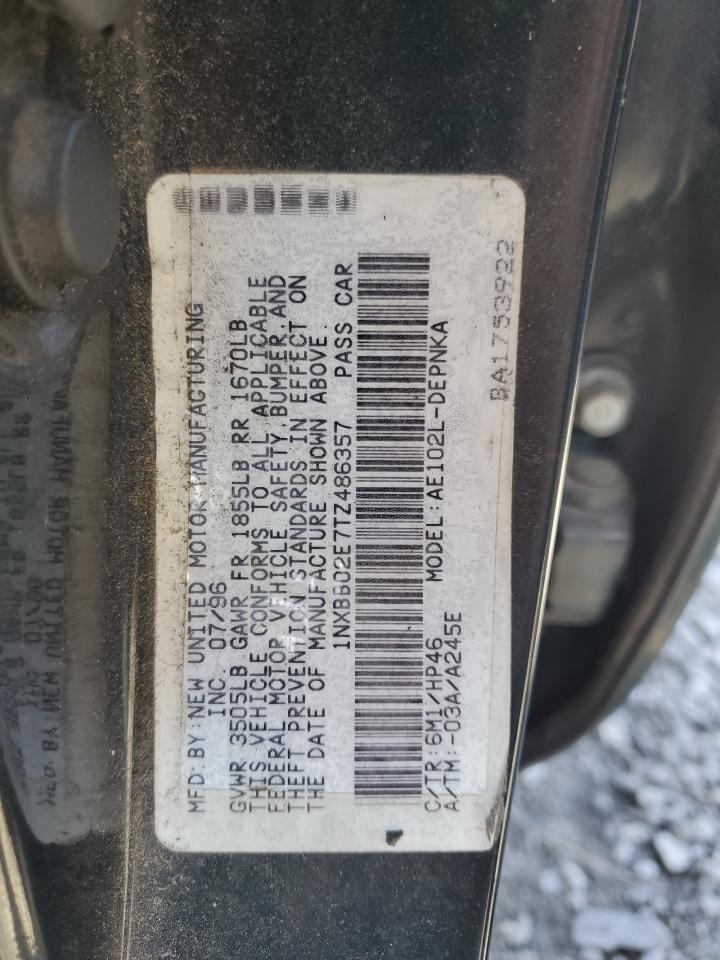 MFD:BY:NEW UNITED MOTOR MANUFACTURING
INC. 07/96
GVWR 3505LB GAWR FR 1855LB RR 1670LB
THIS VEHICLE CONFORMS TO ALL APPLICABLE
FEDERAL MOTOR VEHICLE SAFETY,BUMPER,AND
THEFT PREVENTION STANDARDS IN EFFECT ON
THE DATE OF MANUFACTURE SHOWN ABOVE.
1NXBB02E7TZ486357 PASS CAR
C/TR:6M1/HP46 MODEL:AE102L-DEPNKA
A/TM:-03A/A245E
BA1753922